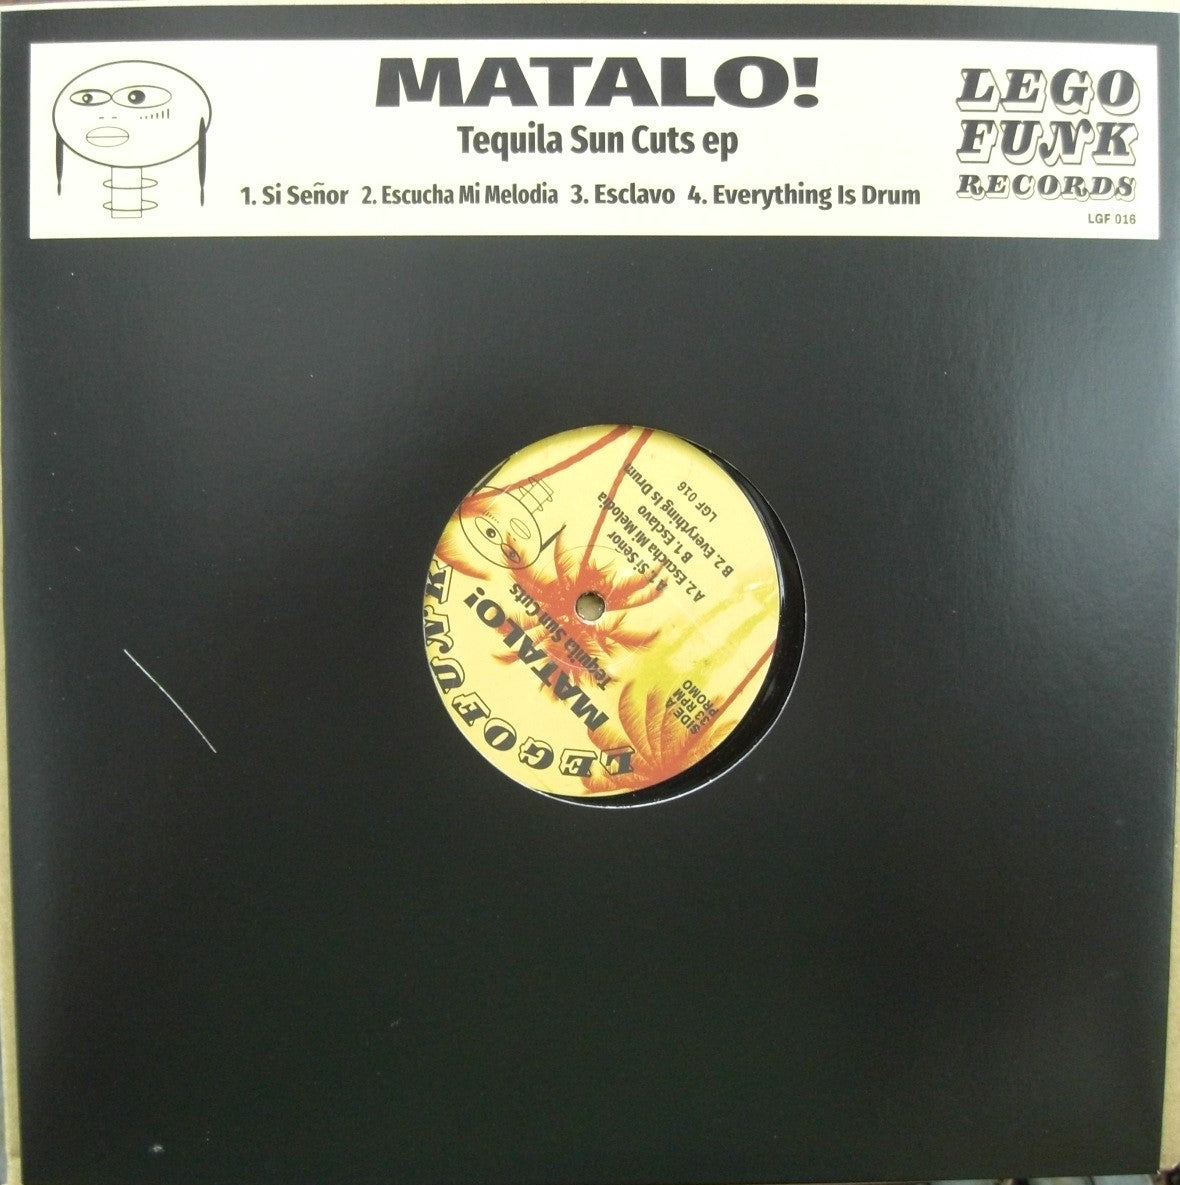 MATALO!
Tequila Sun Cuts ep
1. Si Señor 2. Escucha Mi Melodia 3. Esclavo 4. Everything Is Drum
LEGO
FUNK
RECORDS
LGF 016
LEGOFUNK
MATALO!
Tequila Sun Cuts
A 1. Si Señor
A 2. Escucha Mi Melodia
B 1. Esclavo
B 2. Everything Is Drum
LGF 016
SIDE A
33 RPM
PROMO